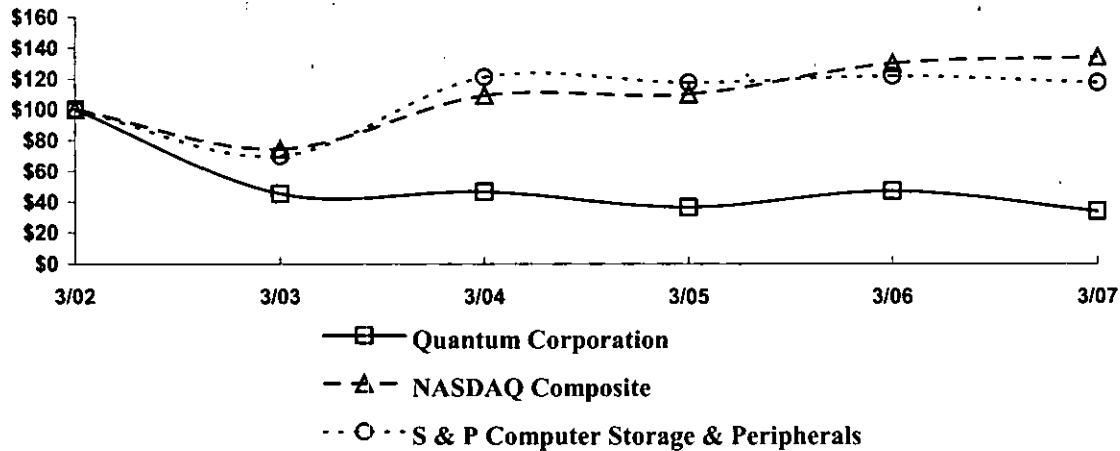 $160
$140
$120
$100
$80
$60
$40
$20
$0
3/02 3/03 3/04 3/05 3/06 3/07
Quantum Corporation
NASDAQ Composite
S & P Computer Storage & Peripherals